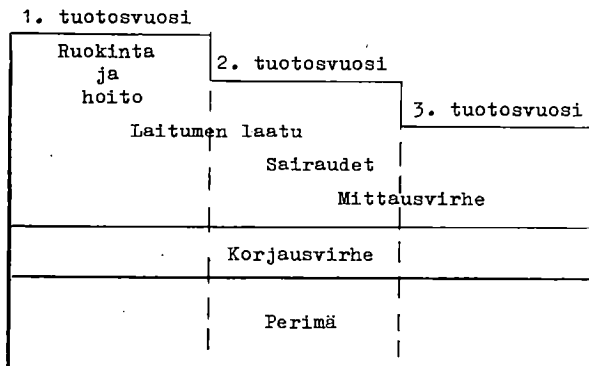 1. tuotosvuosi
Ruokinta
ja
hoito
2. tuotosvuosi
3. tuotosvuosi
Laitumen laatu
Sairaudet
Mittausvirhe
Korjausvirhe
Perimä